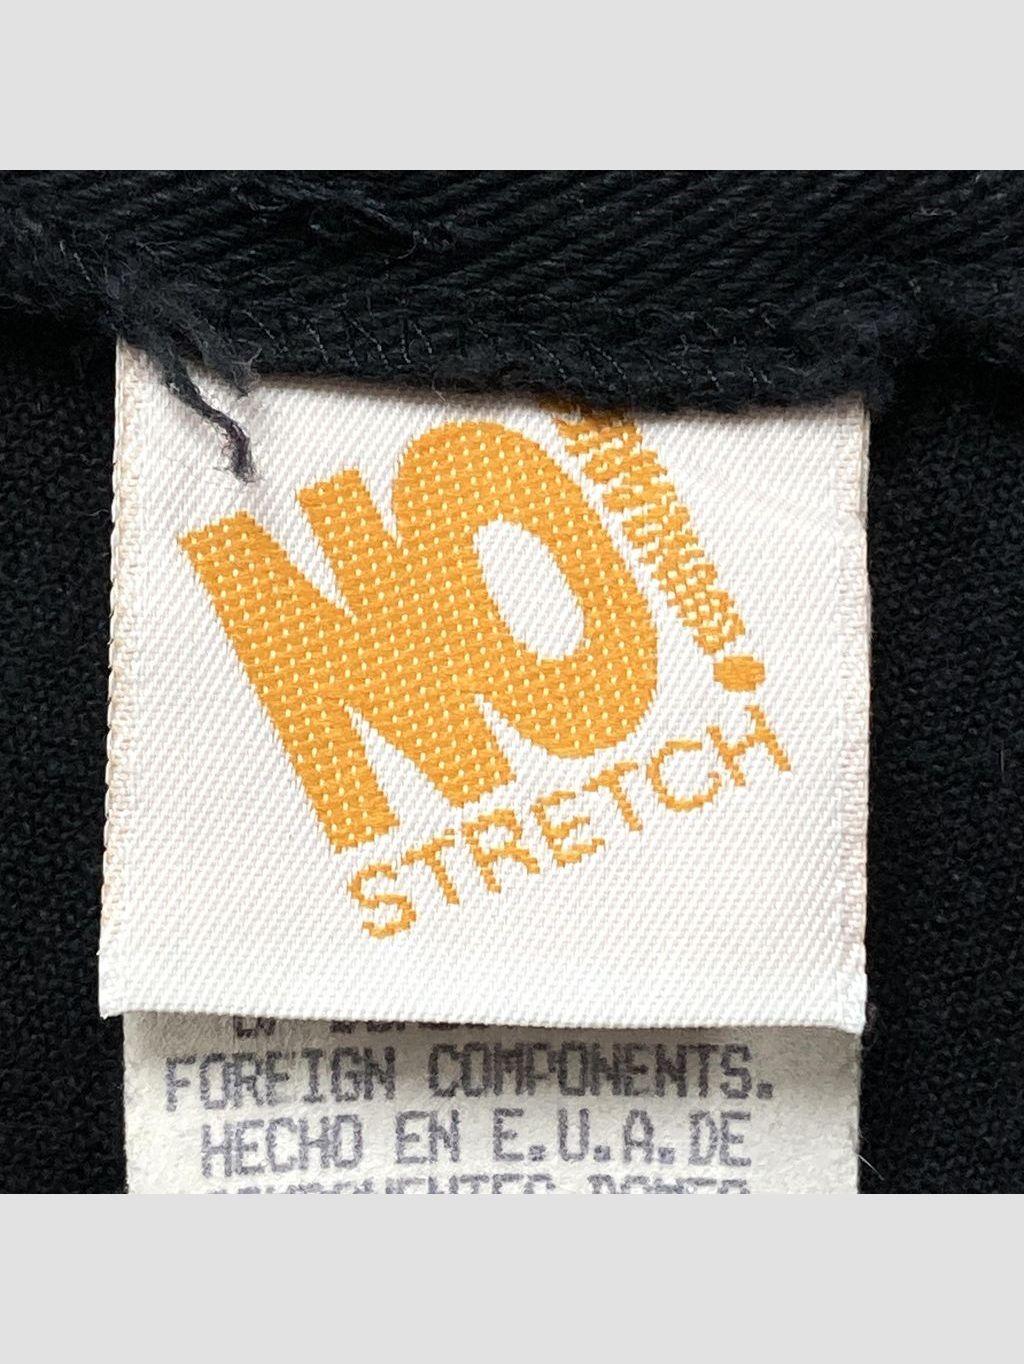 NO!
STRETCH
FOREIGN COMPONENTS.
HECHO EN E.U.A. DE